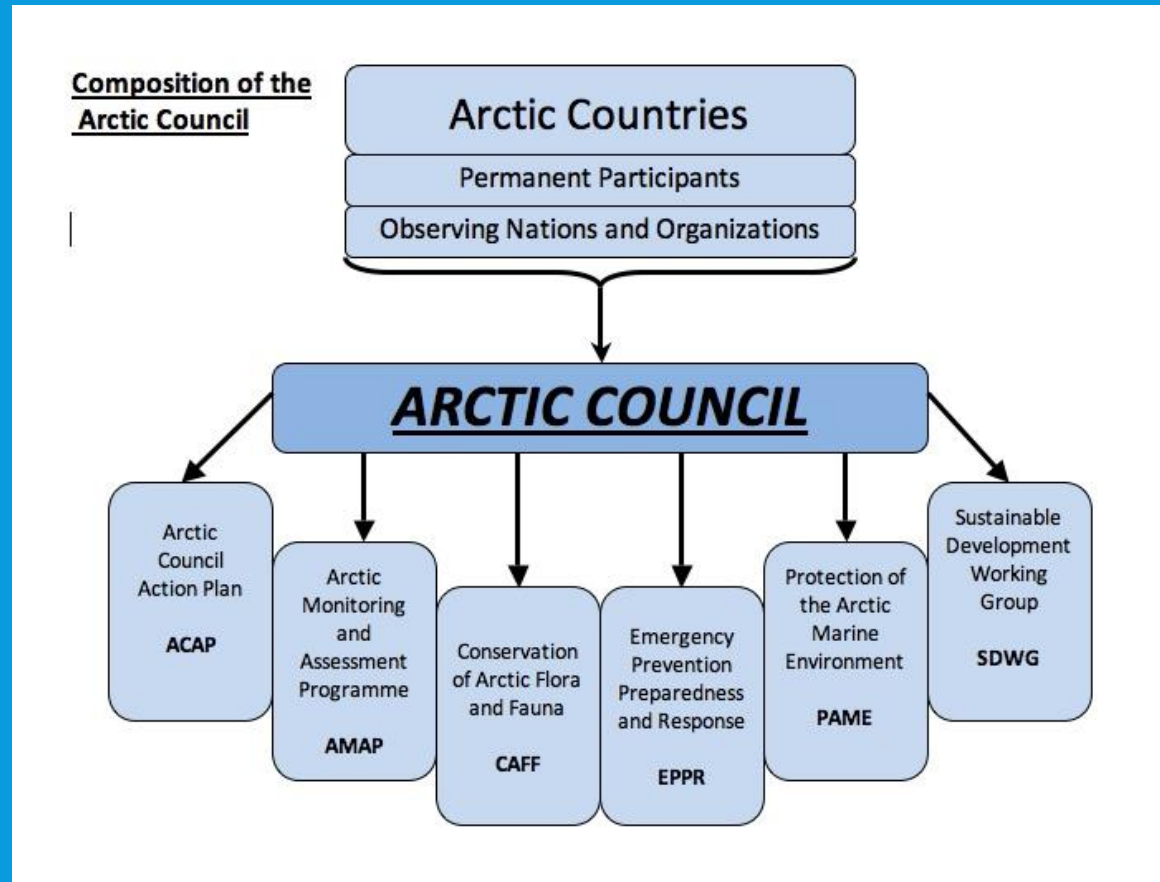 Composition of the
Arctic Council
Arctic Countries
Permanent Participants
Observing Nations and Organizations
ARCTIC COUNCIL
Arctic
Council
Action Plan
ACAP
Arctic
Monitoring
and
Assessment
Programme
AMAP
Conservation
of Arctic Flora
and Fauna
CAFF
Emergency
Prevention
Preparedness
and Response
EPPR
Protection of
the Arctic
Marine
Environment
PAME
Sustainable
Development
Working
Group
SDWG